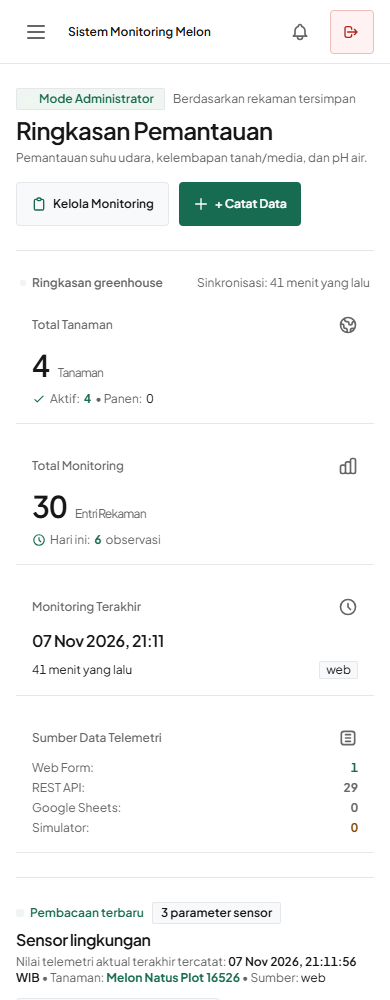 Sistem Monitoring Melon
Mode Administrator Berdasarkan rekaman tersimpan
Ringkasan Pemantauan
Pemantauan suhu udara, kelembapan tanah/media, dan pH air.
Kelola Monitoring + Catat Data
Ringkasan greenhouse Sinkronisasi: 41 menit yang lalu
Total Tanaman
4 Tanaman
Aktif: 4 • Panen: 0
Total Monitoring
30 Entri Rekaman
Hari ini: 6 observasi
Monitoring Terakhir
07 Nov 2026, 21:11
41 menit yang lalu web
Sumber Data Telemetri
Web Form: 1
REST API: 29
Google Sheets: 0
Simulator: 0
Pembacaan terbaru 3 parameter sensor
Sensor lingkungan
Nilai telemetri aktual terakhir tercatat: 07 Nov 2026, 21:11:56
WIB • Tanaman: Melon Natus Plot 16526 • Sumber: web